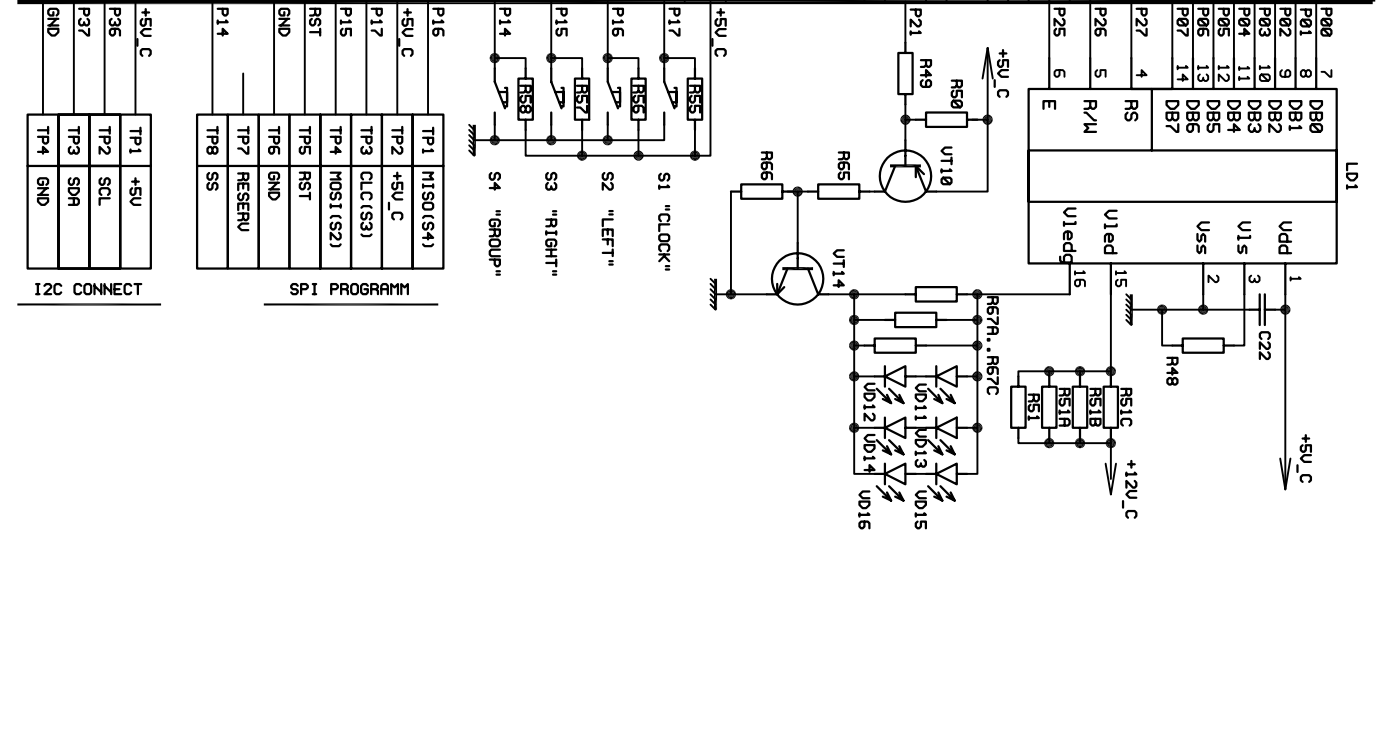 GND
P37
P36
+5V_C
TP4 GND
TP3 SDA
TP2 SCL
TP1 +5V
I2C CONNECT
P14
GND
RST
P15
P17
+5V_C
P16
TP8 SS
TP7 RESERV
TP6 GND
TP5 RST
TP4 MOSI(S2)
TP3 CLC(S3)
TP2 +5V_C
TP1 MISO(S4)
SPI PROGRAMM
P14
P15
P16
P17
+5V_C
R58
R57
R56
R55
S4 "GROUP"
S3 "RIGHT"
S2 "LEFT"
S1 "CLOCK"
P21
R49
R50
+5V_C
VT10
R66
R65
VT14
R67A..R67C
VD12
VD11
VD14
VD13
VD16
VD15
P25
P26
P27
P07
P06
P05
P04
P03
P02
P01
P00
6
5
4
14
13
12
11
10
9
8
7
E
R/W
RS
DB7
DB6
DB5
DB4
DB3
DB2
DB1
DB0
LD1
Vledg
Vled
Vss
Vls
Vdd
16
15
2
3
1
C22
R48
R51
R51A
R51B
R51C
+12V_C
+5V_C